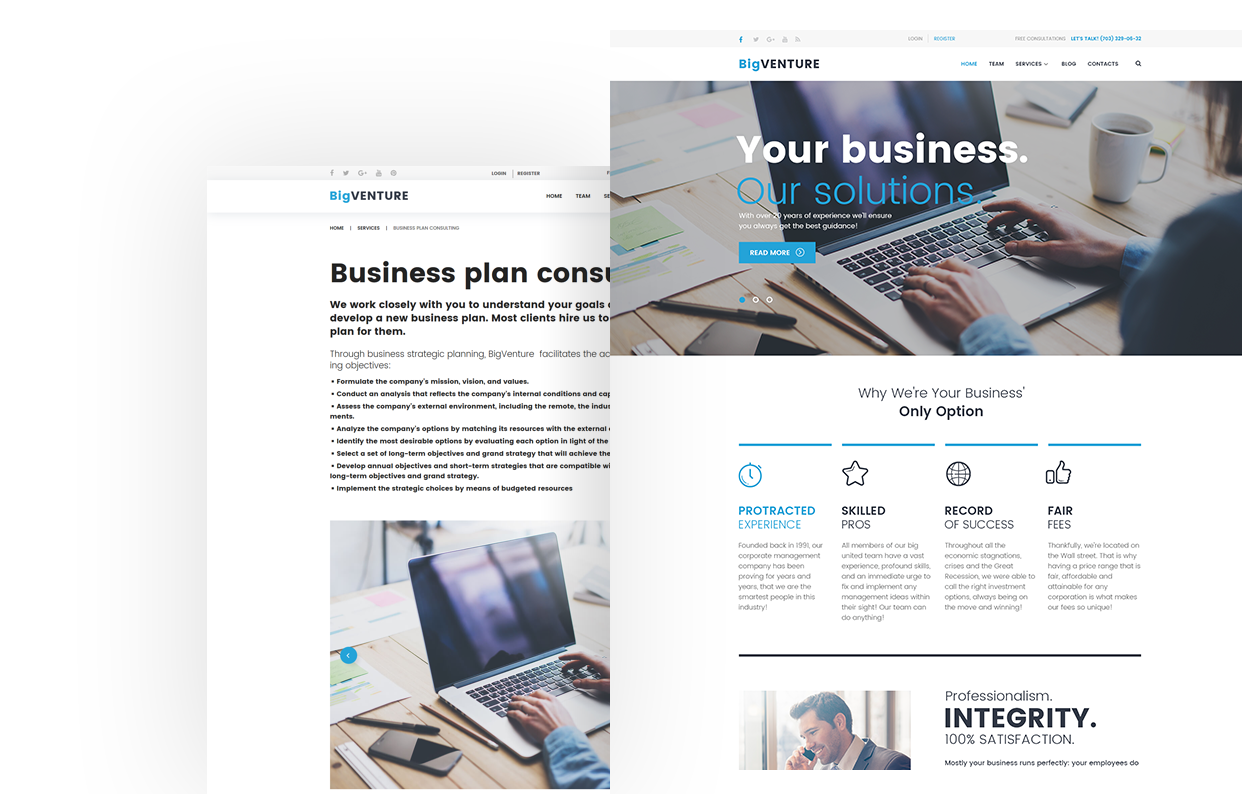 LOGIN REGISTER
BigVENTURE
HOME TEAM
HOME | SERVICES | BUSINESS PLAN CONSULTING
Business plan
We work closely with you to understand your goals
develop a new business plan. Most clients hire us to
plan for them.
Through business strategic planning, BigVenture facilitates the
ing objectives:
▪ Formulate the company's mission, vision, and values.
▪ Conduct an analysis that reflects the company's internal conditions and
▪ Assess the company's external environment, including the remote, the
ments.
▪ Analyze the company's options by matching its resources with the external
▪ Identify the most desirable options by evaluating each option in light of the
▪ Select a set of long-term objectives and grand strategy that will achieve the
▪ Develop annual objectives and short-term strategies that are compatible
long-term objectives and grand strategy.
▪ Implement the strategic choices by means of budgeted resources
LOGIN REGISTER FREE CONSULTATIONS LET'S TALK! (703) 329-06-32
BigVENTURE
HOME TEAM SERVICES BLOG CONTACTS
Your business.
Our solutions.
With over 20 years of experience we'll ensure
you always get the best guidance!
READ MORE
Why We're Your Business'
Only Option
PROTRACTED
EXPERIENCE
Founded back in 1991, our
corporate management
company has been
proving for years and
years, that we are the
smartest people in this
industry!
SKILLED
PROS
All members of our big
united team have a vast
experience, profound skills,
and an immediate urge to
fix and implement any
management ideas within
their sight! Our team can
do anything!
RECORD
OF SUCCESS
Throughout all the
economic stagnations,
crises and the Great
Recession, we were able to
call the right investment
options, always being on
the move and winning!
FAIR
FEES
Thankfully, we're located on
the Wall street. That is why
having a price range that is
fair, affordable and
attainable for any
corporation is what makes
our fees so unique!
Professionalism.
INTEGRITY.
100% SATISFACTION.
Mostly your business runs perfectly: your employees do